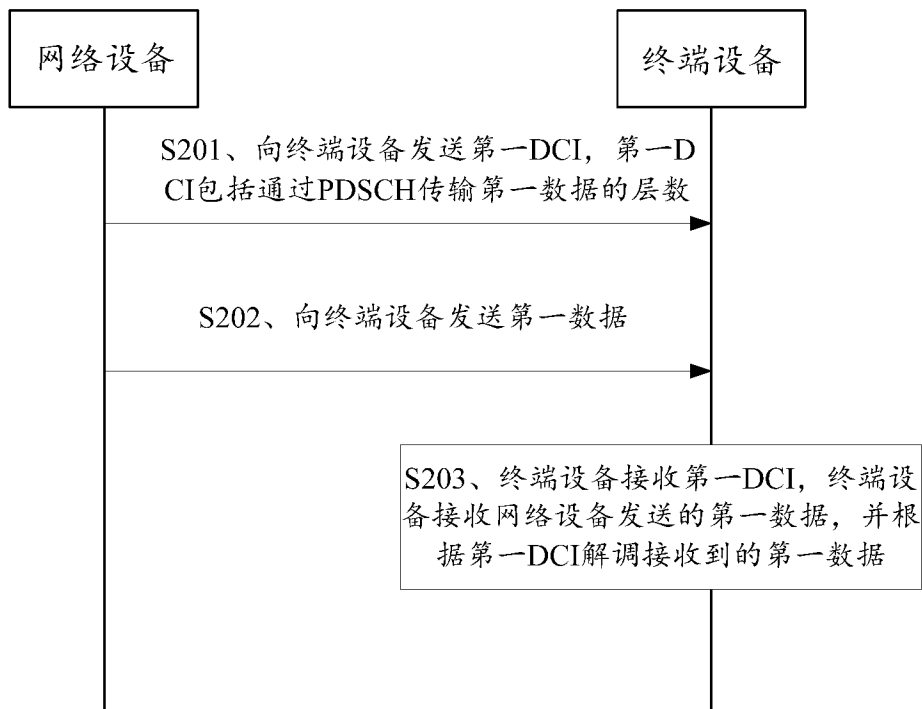 网络设备
终端设备
S201、向终端设备发送第一DCI，第一D
CI包括通过PDSCH传输第一数据的层数
S202、向终端设备发送第一数据
S203、终端设备接收第一DCI，终端设
备接收网络设备发送的第一数据，并根
据第一DCI解调接收到的第一数据